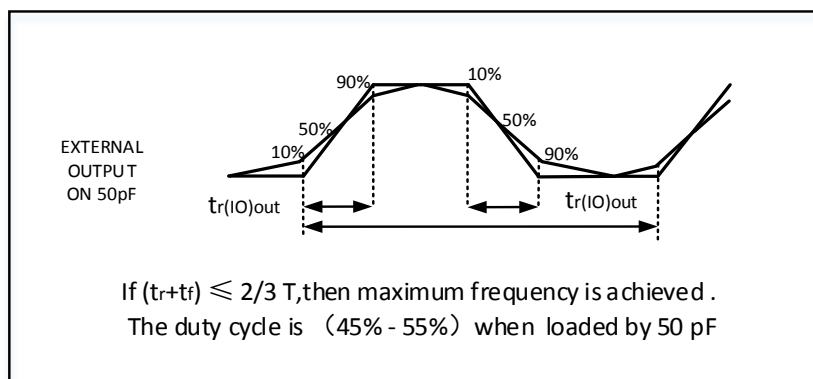 90%
10%
50%
50%
10%
90%
EXTERNAL
OUTPUT
ON 50pF
tr(IO)out
tr(IO)out
If (tr+tf) ≤ 2/3 T,then maximum frequency is achieved .
The duty cycle is （45% - 55%）when loaded by 50 pF